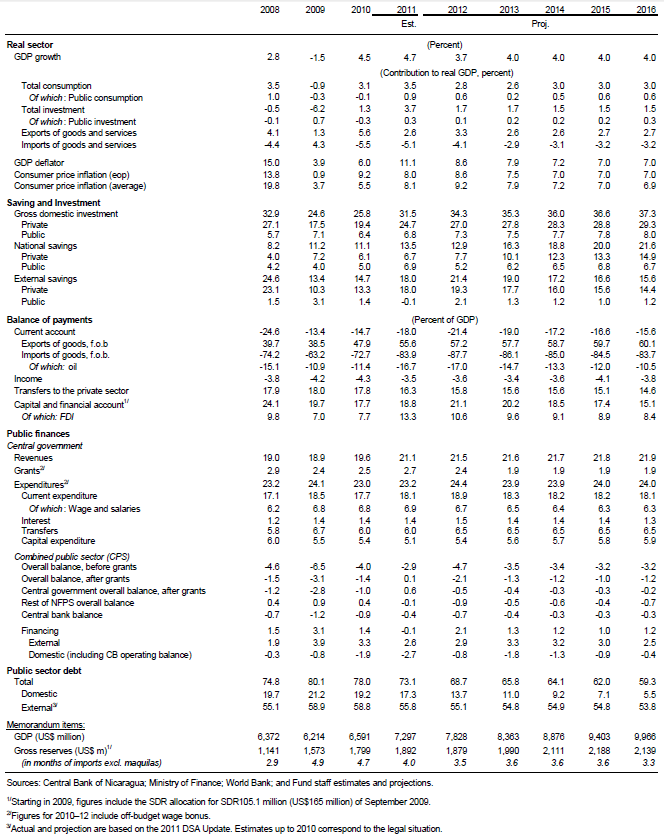 2008 2009 2010 2011 2012 2013 2014 2015 2016
Est. Proj.
Real sector (Percent)
GDP growth 2.8 -1.5 4.5 4.7 3.7 4.0 4.0 4.0 4.0
(Contribution to real GDP, percent)
Total consumption 3.5 -0.9 3.1 3.5 2.8 2.6 3.0 3.0 3.0
Of which: Public consumption 1.0 -0.3 -0.1 0.9 0.6 0.2 0.5 0.6 0.6
Total investment -0.5 -6.2 1.3 3.7 1.7 1.7 1.5 1.5 1.5
Of which: Public investment -0.1 0.7 -0.3 0.3 0.1 0.2 0.2 0.2 0.3
Exports of goods and services 4.1 1.3 5.6 2.6 3.3 2.6 2.6 2.7 2.7
Imports of goods and services -4.4 4.3 -5.5 -5.1 -4.1 -2.9 -3.1 -3.2 -3.2
GDP deflator 15.0 3.9 6.0 11.1 8.6 7.9 7.2 7.0 7.0
Consumer price inflation (eop) 13.8 0.9 9.2 8.0 8.6 7.5 7.0 7.0 7.0
Consumer price inflation (average) 19.8 3.7 5.5 8.1 9.2 7.9 7.2 7.0 6.9
Saving and Investment
Gross domestic investment 32.9 24.6 25.8 31.5 34.3 35.3 36.0 36.6 37.3
Private 27.1 17.5 19.4 24.7 27.0 27.8 28.3 28.8 29.3
Public 5.7 7.1 6.4 6.8 7.3 7.5 7.7 7.8 8.0
National savings 8.2 11.2 11.1 13.5 12.9 16.3 18.8 20.0 21.6
Private 4.0 7.2 6.1 6.7 7.7 10.1 12.3 13.3 14.9
Public 4.2 4.0 5.0 6.9 5.2 6.2 6.5 6.8 6.7
External savings 24.6 13.4 14.7 18.0 21.4 19.0 17.2 16.6 15.6
Private 23.1 10.3 13.3 18.0 19.3 17.7 16.0 15.6 14.4
Public 1.5 3.1 1.4 -0.1 2.1 1.3 1.2 1.0 1.2
Balance of payments (Percent of GDP)
Current account -24.6 -13.4 -14.7 -18.0 -21.4 -19.0 -17.2 -16.6 -15.6
Exports of goods, f.o.b 39.7 38.5 47.9 55.6 57.2 57.7 58.7 59.7 60.1
Imports of goods, f.o.b. -74.2 -63.2 -72.7 -83.9 -87.7 -86.1 -85.0 -84.5 -83.7
Of which: oil -15.1 -10.9 -11.4 -16.7 -17.0 -14.7 -13.3 -12.0 -10.5
Income -3.8 -4.2 -4.3 -3.5 -3.6 -3.4 -3.6 -4.1 -3.8
Transfers to the private sector 17.9 18.0 17.8 16.3 15.8 15.6 15.6 15.1 14.6
Capital and financial account1/ 24.1 19.7 17.7 18.8 21.1 20.2 18.5 17.4 15.1
Of which: FDI 9.8 7.0 7.7 13.3 10.6 9.6 9.1 8.9 8.4
Public finances
Central government
Revenues 19.0 18.9 19.6 21.1 21.5 21.6 21.7 21.8 21.9
Grants2/ 2.9 2.4 2.5 2.7 2.4 1.9 1.9 1.9 1.9
Expenditures2/ 23.2 24.1 23.0 23.2 24.4 23.9 23.9 24.0 24.0
Current expenditure 17.1 18.5 17.7 18.1 18.9 18.3 18.2 18.2 18.1
Of which: Wage and salaries 6.2 6.8 6.8 6.9 6.7 6.5 6.4 6.3 6.3
Interest 1.2 1.4 1.4 1.4 1.5 1.4 1.4 1.4 1.3
Transfers 5.8 6.7 6.0 6.0 6.5 6.5 6.5 6.5 6.5
Capital expenditure 6.0 5.5 5.4 5.1 5.4 5.6 5.7 5.8 5.9
Combined public sector (CPS)
Overall balance, before grants -4.6 -6.5 -4.0 -2.9 -4.7 -3.5 -3.4 -3.2 -3.2
Overall balance, after grants -1.5 -3.1 -1.4 0.1 -2.1 -1.3 -1.2 -1.0 -1.2
Central government overall balance, after grants -1.2 -2.8 -1.0 0.6 -0.5 -0.4 -0.3 -0.3 -0.2
Rest of NFPS overall balance 0.4 0.9 0.4 -0.1 -0.9 -0.5 -0.6 -0.4 -0.7
Central bank balance -0.7 -1.2 -0.9 -0.4 -0.7 -0.4 -0.3 -0.3 -0.3
Financing 1.5 3.1 1.4 -0.1 2.1 1.3 1.2 1.0 1.2
External 1.9 3.9 3.3 2.6 2.9 3.3 3.2 3.0 2.5
Domestic (including CB operating balance) -0.3 -0.8 -1.9 -2.7 -0.8 -1.8 -1.3 -0.9 -0.4
Public sector debt
Total 74.8 80.1 78.0 73.1 68.7 65.8 64.1 62.0 59.3
Domestic 19.7 21.2 19.2 17.3 13.7 11.0 9.2 7.1 5.5
External3/ 55.1 58.9 58.8 55.8 55.1 54.8 54.9 54.8 53.8
Memorandum items:
GDP (US$ million) 6,372 6,214 6,591 7,297 7,828 8,363 8,876 9,403 9,966
Gross reserves (US$ m)1/ 1,141 1,573 1,799 1,892 1,879 1,990 2,111 2,188 2,139
(in months of imports excl. maquilas) 2.9 4.9 4.7 4.0 3.5 3.6 3.6 3.6 3.3
Sources: Central Bank of Nicaragua; Ministry of Finance; World Bank; and Fund staff estimates and projections.
1/Starting in 2009, figures include the SDR allocation for SDR105.1 million (US$165 million) of September 2009.
2/Figures for 2010–12 include off-budget wage bonus.
3/Actual and projection are based on the 2011 DSA Update. Estimates up to 2010 correspond to the legal situation.